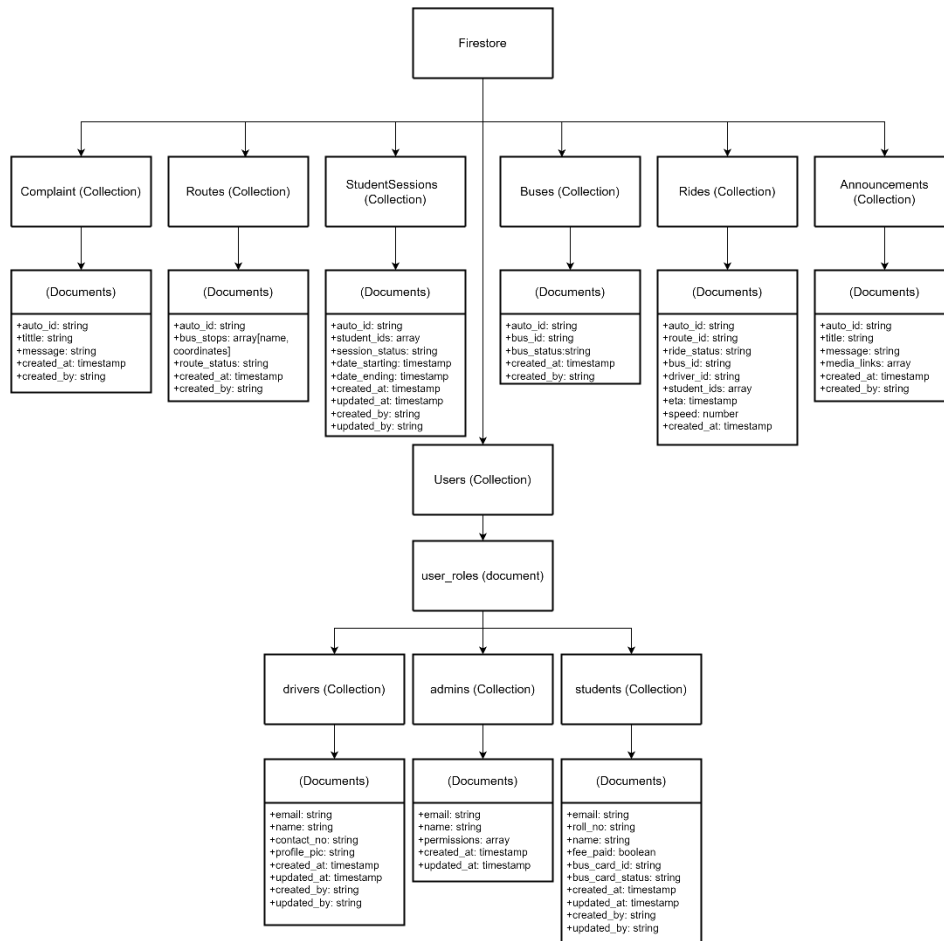 Firestore
Complaint (Collection)
Routes (Collection)
StudentSessions
(Collection)
Buses (Collection)
Rides (Collection)
Announcements
(Collection)
(Documents)
+auto_id: string
+tittle: string
+message: string
+created_at: timestamp
+created_by: string
(Documents)
+auto_id: string
+bus_stops: array[name,
coordinates]
+route_status: string
+created_at: timestamp
+created_by: string
(Documents)
+auto_id: string
+student_ids: array
+session_status: string
+date_starting: timestamp
+date_ending: timestamp
+created_at: timestamp
+updated_at: timestamp
+created_by: string
+updated_by: string
(Documents)
+auto_id: string
+bus_id: string
+bus_status:string
+created_at: timestamp
+created_by: string
(Documents)
+auto_id: string
+route_id: string
+ride_status: string
+bus_id: string
+driver_id: string
+student_ids: array
+eta: timestamp
+speed: number
+created_at: timestamp
(Documents)
+auto_id: string
+title: string
+message: string
+media_links: array
+created_at: timestamp
+created_by: string
Users (Collection)
user_roles (document)
drivers (Collection)
admins (Collection)
students (Collection)
(Documents)
+email: string
+name: string
+contact_no: string
+profile_pic: string
+created_at: timestamp
+updated_at: timestamp
+created_by: string
+updated_by: string
(Documents)
+email: string
+name: string
+permissions: array
+created_at: timestamp
+updated_at: timestamp
(Documents)
+email: string
+roll_no: string
+name: string
+fee_paid: boolean
+bus_card_id: string
+bus_card_status: string
+created_at: timestamp
+updated_at: timestamp
+created_by: string
+updated_by: string